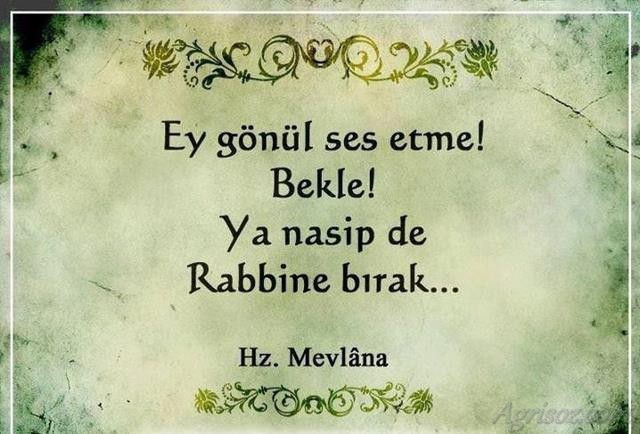 Ey gönül ses etme!
Bekle!
Ya nasip de
Rabbine bırak...
Hz. Mevlâna